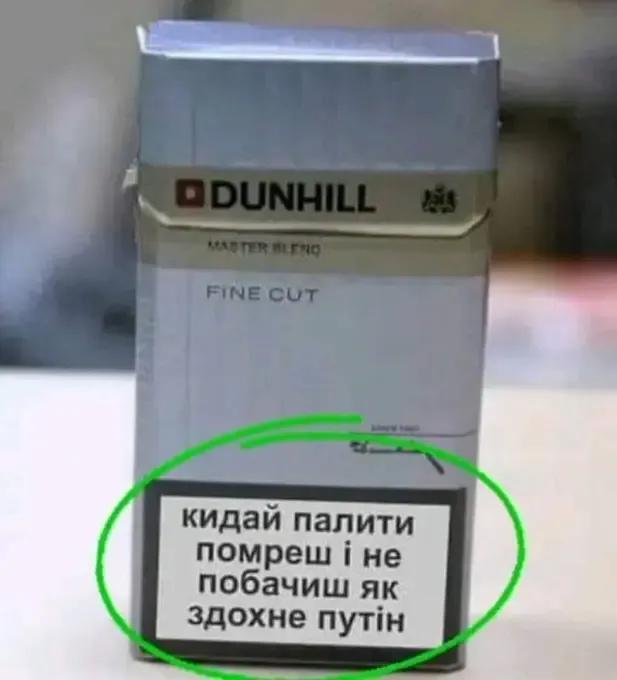 DUNHILL
MASTER BLEND
FINE CUT
кидай палити
помреш і не
побачиш як
здохне путін